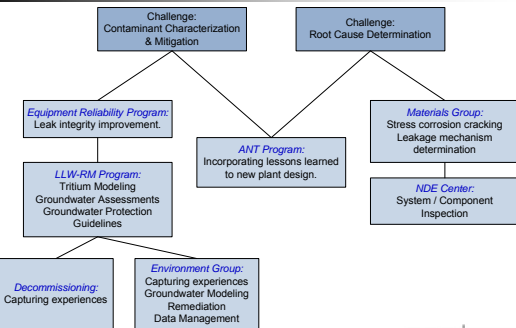 Challenge:
Contaminant Characterization
& Mitigation
Challenge:
Root Cause Determination
Equipment Reliability Program:
Leak integrity improvement.
ANT Program:
Incorporating lessons learned
to new plant design.
Materials Group:
Stress corrosion cracking
Leakage mechanism
determination
LLW-RM Program:
Tritium Modeling
Groundwater Assessments
Groundwater Protection
Guidelines
NDE Center:
System / Component
Inspection
Decommissioning:
Capturing experiences
Environment Group:
Capturing experiences
Groundwater Modeling
Remediation
Data Management